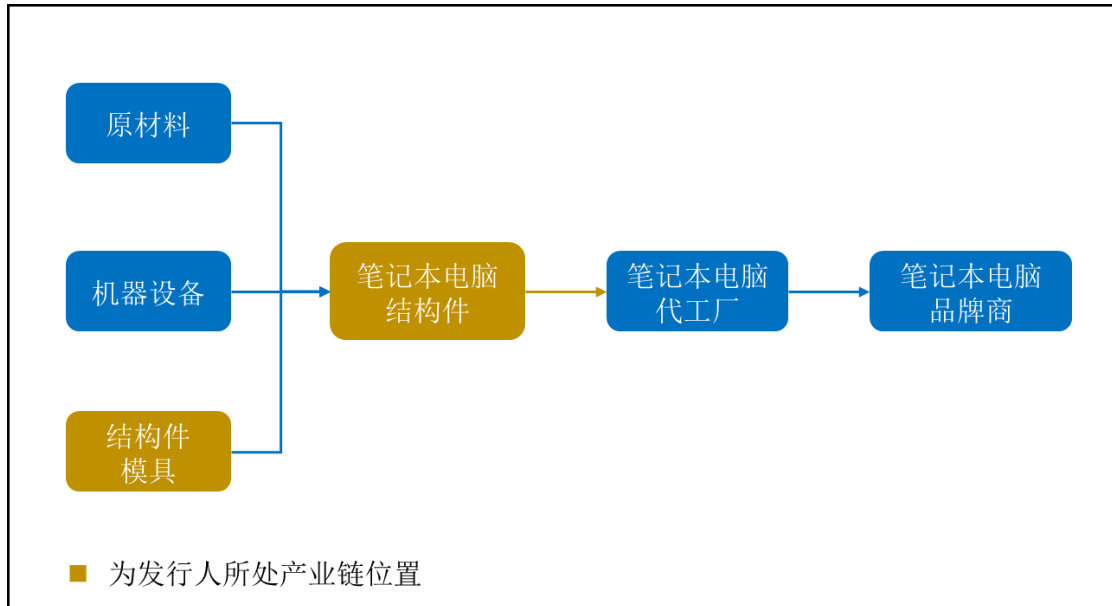 原材料
机器设备
结构件
模具
笔记本电脑
结构件
笔记本电脑
代工厂
笔记本电脑
品牌商
为发行人所处产业链位置